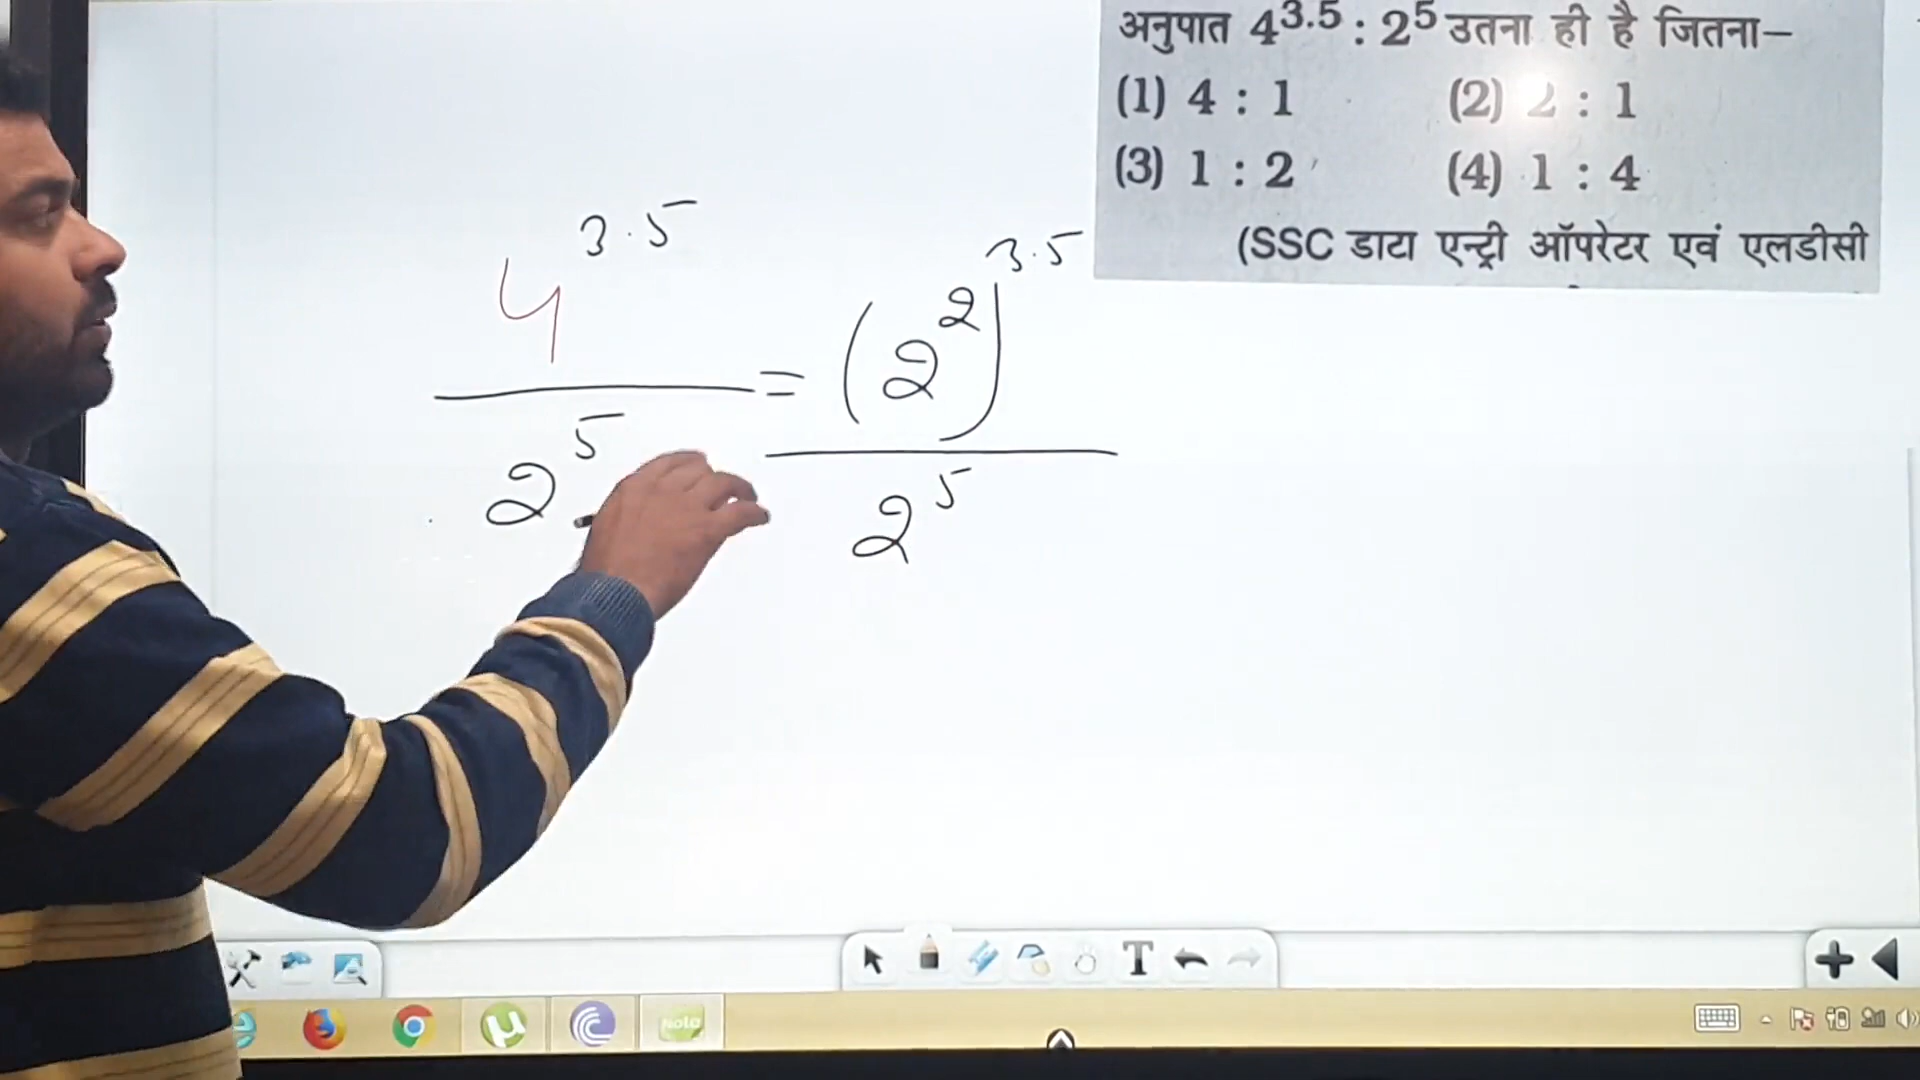 अनुपात 4^3.5 : 2^5 उतना ही है जितना–
(1) 4 : 1 (2) 2 : 1
(3) 1 : 2 (4) 1 : 4
(SSC डाटा एन्ट्री ऑपरेटर एवं एलडीसी
4^3.5 / 2^5 = (2^2)^3.5 / 2^5
T
Nolo